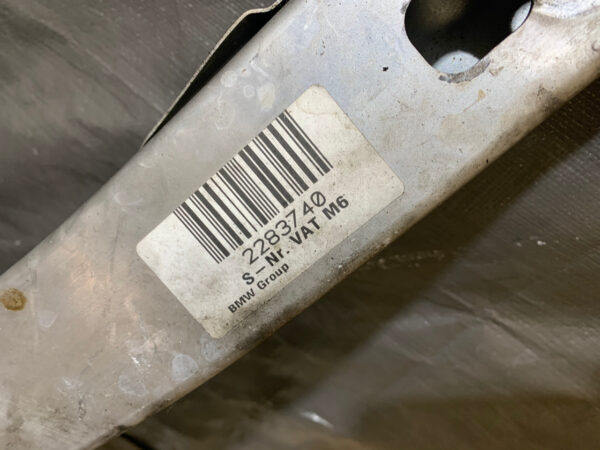 2283740
S-Nr. VAT M6
BMW Group